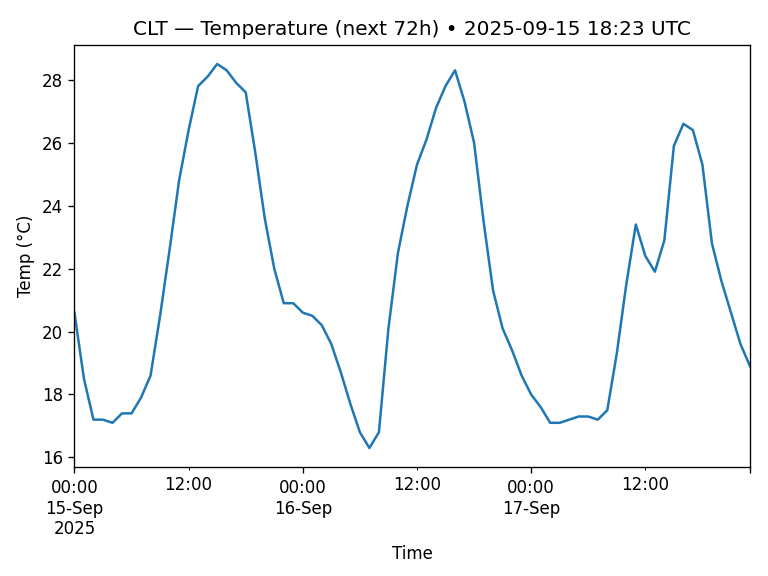 CLT — Temperature (next 72h) • 2025-09-15 18:23 UTC
Temp (°C)
28
26
24
22
20
18
16
00:00 12:00 00:00 12:00 00:00 12:00
15-Sep 16-Sep 17-Sep
2025
Time